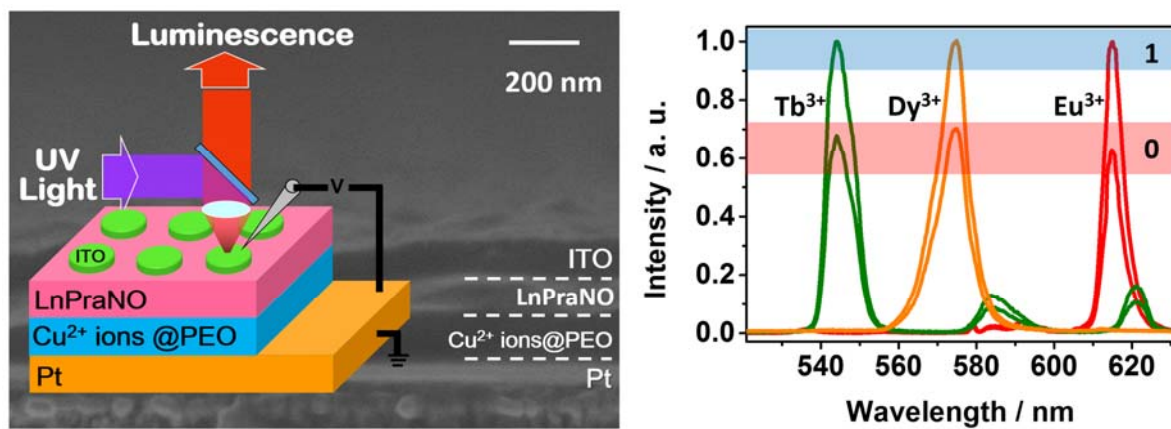 Luminescence
200 nm
UV
Light
V
ITO
LnPraNO
Cu²⁺ ions @PEO
Pt
ITO
LnPraNO
Cu²⁺ ions@PEO
Pt
1.0
0.8
0.6
0.4
0.2
0.0
Intensity / a. u.
1
0
Tb³⁺
Dy³⁺
Eu³⁺
540
560
580
600
620
Wavelength / nm